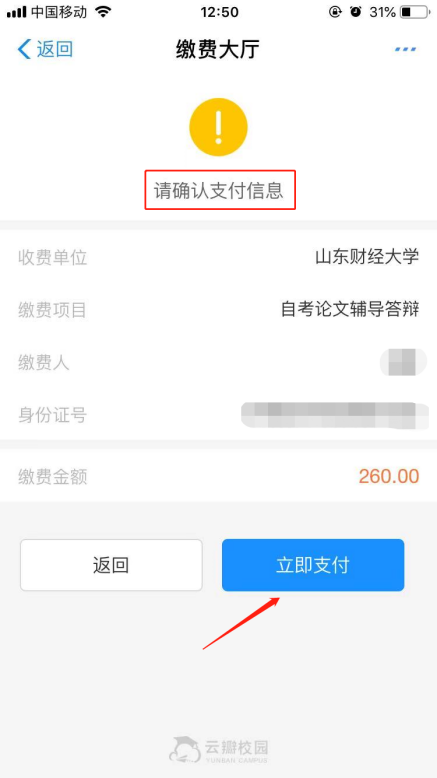 中国移动 12:50 31%
返回 缴费大厅
请确认支付信息
收费单位 山东财经大学
缴费项目 自考论文辅导答辩
缴费人
身份证号
缴费金额 260.00
返回 立即支付
云瓣校园
YUNBAN CAMPUS